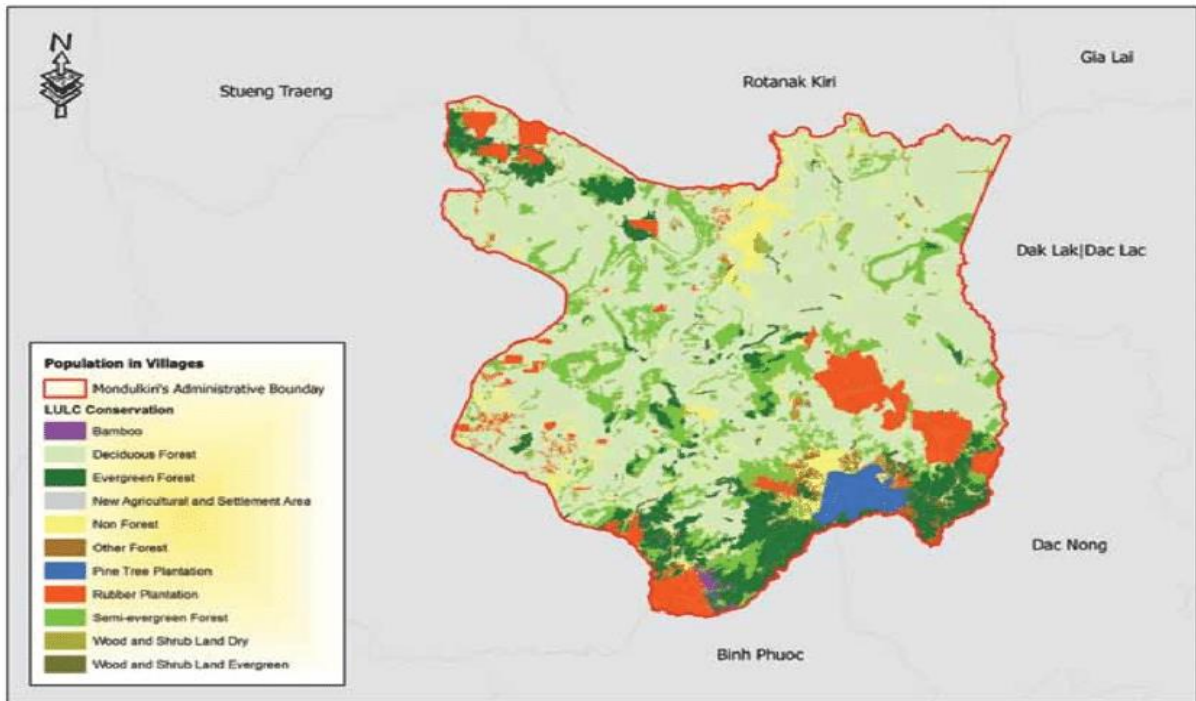 N
Stueng Traeng
Rotanak Kiri
Gia Lai
Dak Lak|Dac Lac
Dac Nong
Binh Phuoc
Population in Villages
Mondulkiri's Administrative Bounday
LULC Conservation
Bamboo
Deciduous Forest
Evergreen Forest
New Agricultural and Settlement Area
Non Forest
Other Forest
Pine Tree Plantation
Rubber Plantation
Semi-evergreen Forest
Wood and Shrub Land Dry
Wood and Shrub Land Evergreen